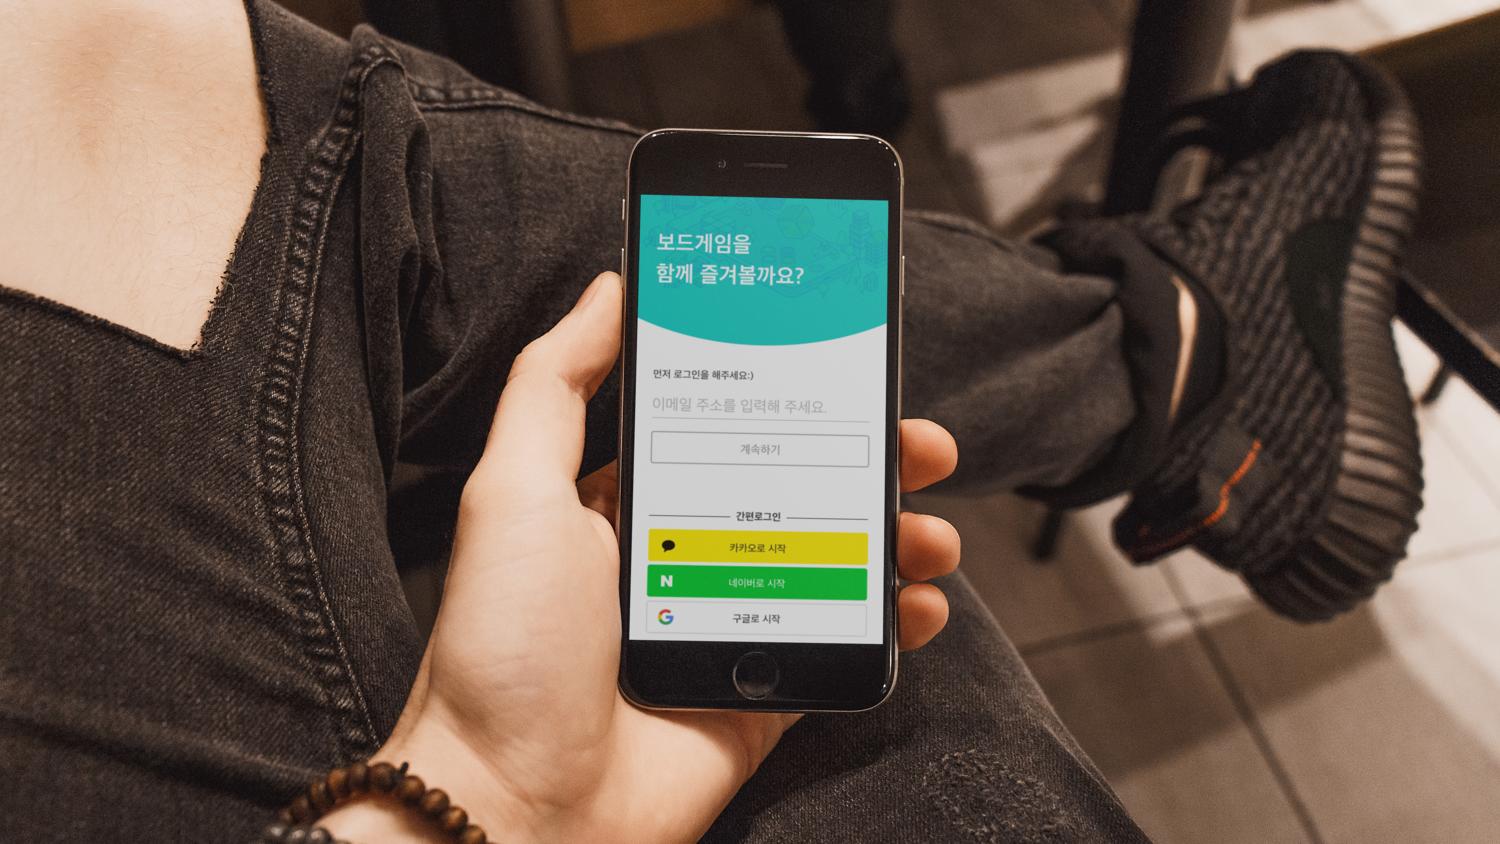 보드게임을
함께 즐겨볼까요?
먼저 로그인을 해주세요:)
이메일 주소를 입력해 주세요.
계속하기
간편로그인
카카오로 시작
N 네이버로 시작
G 구글로 시작